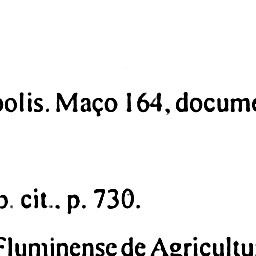 polis. Maço 164, docume
p. cit., p. 730.
Fluminense de Agricultu